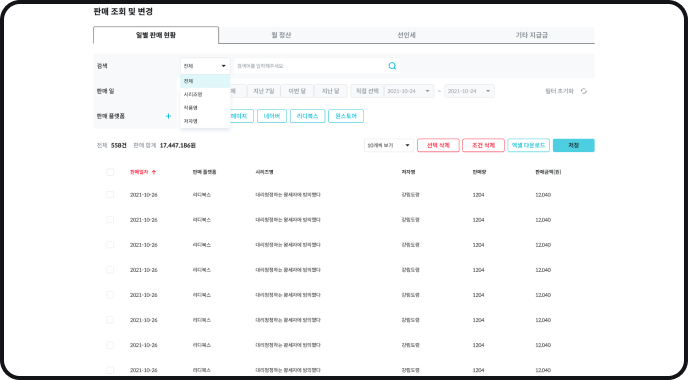 판매 조회 및 변경
일별 판매 현황 월 정산 선인세 기타 지급금
검색 전체 검색어를 입력해주세요
전체
시리즈명
작품명
저자명
판매 일 지난 7일 이번 달 지난 달 직접 선택 2021-10-24 ~ 2021-10-24 필터 초기화
판매 플랫폼 + 네이버 리디북스 원스토어
전체 558건 판매 합계 17,447,186원 10개씩 보기 선택 삭제 조건 삭제 엑셀 다운로드 저장
판매일자 판매 플랫폼 시리즈명 저자명 판매량 판매금액(원)
2021-10-26 리디북스 대리청정하는 왕세자에 빙의했다 강림도령 1204 12,040
2021-10-26 리디북스 대리청정하는 왕세자에 빙의했다 강림도령 1204 12,040
2021-10-26 리디북스 대리청정하는 왕세자에 빙의했다 강림도령 1204 12,040
2021-10-26 리디북스 대리청정하는 왕세자에 빙의했다 강림도령 1204 12,040
2021-10-26 리디북스 대리청정하는 왕세자에 빙의했다 강림도령 1204 12,040
2021-10-26 리디북스 대리청정하는 왕세자에 빙의했다 강림도령 1204 12,040
2021-10-26 리디북스 대리청정하는 왕세자에 빙의했다 강림도령 1204 12,040
2021-10-26 리디북스 대리청정하는 왕세자에 빙의했다 강림도령 1204 12,040